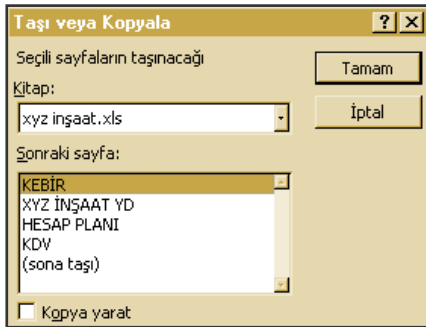 Taşı veya Kopyala
Seçili sayfaların taşınacağı
Kitap:
xyz inşaat.xls
Sonraki sayfa:
KEBİR
XYZ İNŞAAT YD
HESAP PLANI
KDV
(sona taşı)
Kopya yarat
Tamam
İptal